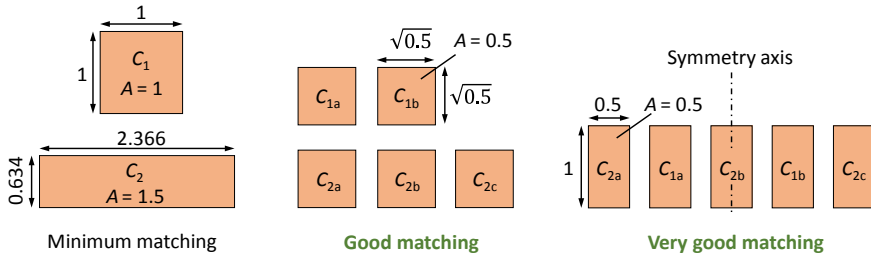 1
1
C₁
A = 1
2.366
0.634
C₂
A = 1.5
Minimum matching
√0.5
A = 0.5
√0.5
C₁ₐ
C₁b
C₂ₐ
C₂b
C₂c
Good matching
Symmetry axis
0.5
A = 0.5
1
C₂ₐ
C₁ₐ
C₂b
C₁b
C₂c
Very good matching